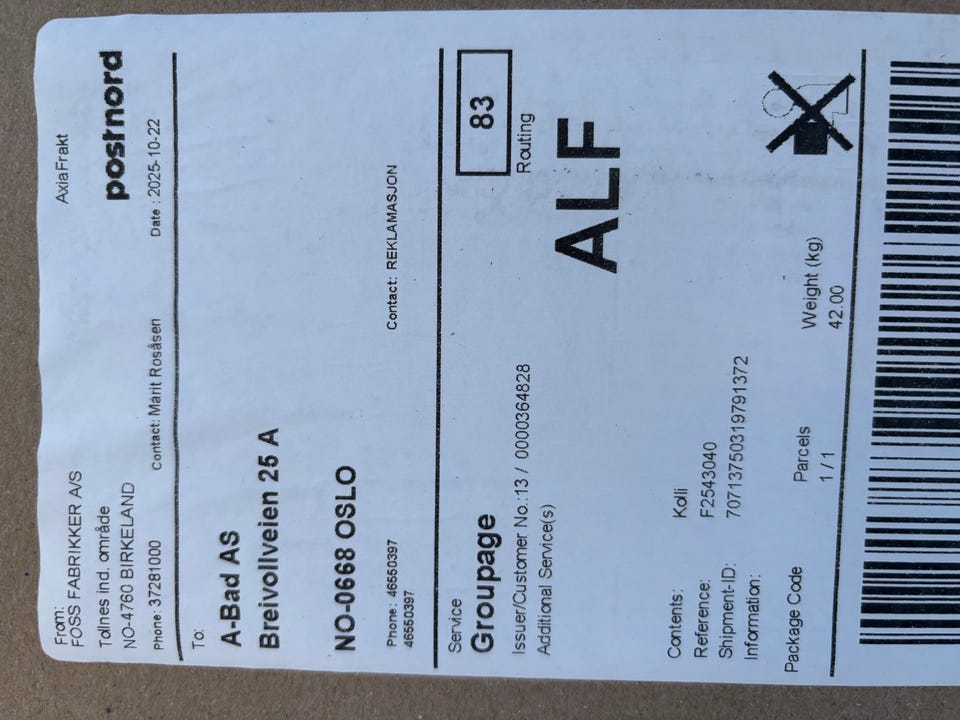 From:
FOSS FABRIKKER A/S
AxiaFrakt
Tollnes ind. område
NO-4760 BIRKELAND
postnord
Phone: 37281000 Contact: Marit Rosåsen Date : 2025-10-22
To:
A-Bad AS
Breivollveien 25 A
NO-0668 OSLO
Phone: 46550397 Contact: REKLAMASJON
46550397
Service
Groupage
83
Issuer/Customer No.:13 / 0000364828
Routing
Additional Service(s)
ALF
Contents: Kolli
Reference: F2543040
Shipment-ID: 70713750319791372
Information:
Package Code Parcels Weight (kg)
1 / 1 42.00